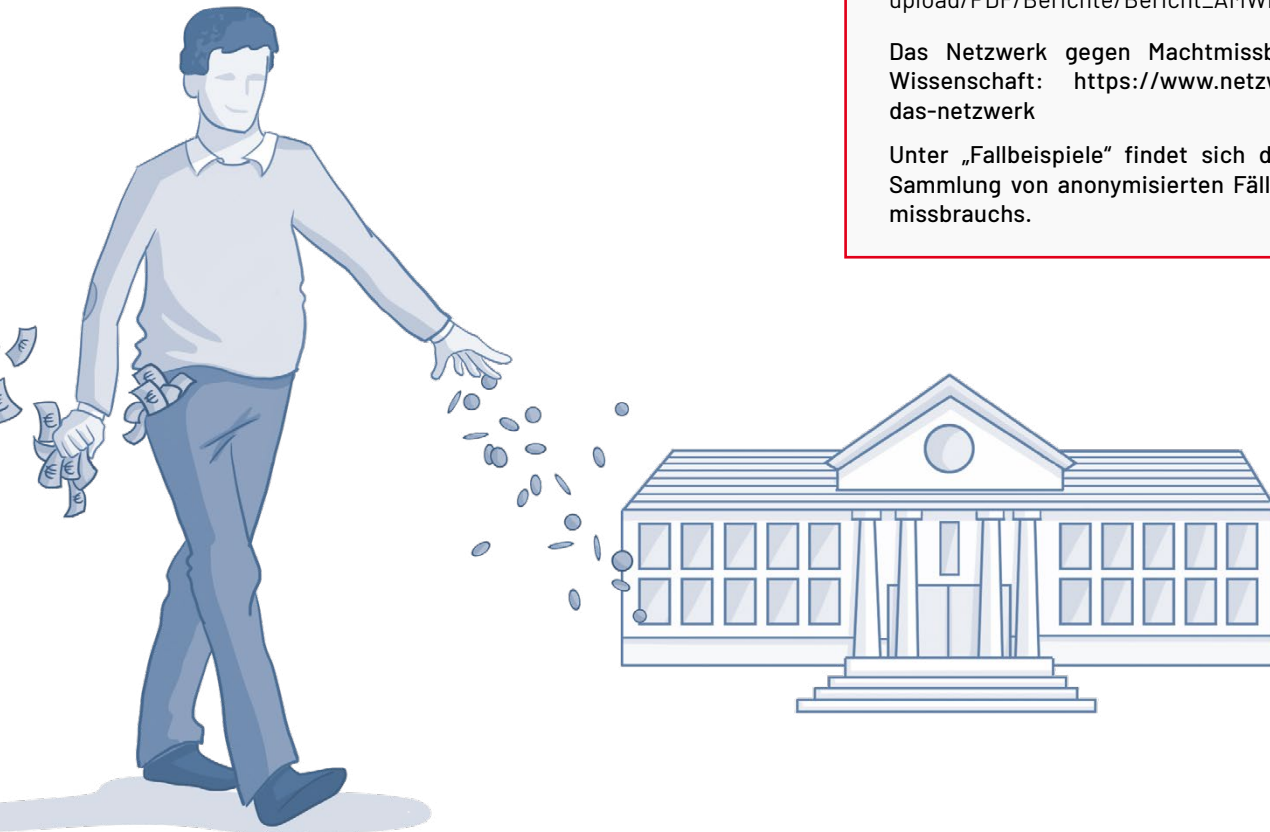 upload/PDF/Berichte/Bericht_AMW
Das Netzwerk gegen Machtmissb
Wissenschaft: https://www.netzw
das-netzwerk
Unter „Fallbeispiele“ findet sich d
Sammlung von anonymisierten Fäll
missbrauchs.
€
€
€
€
€
€
€